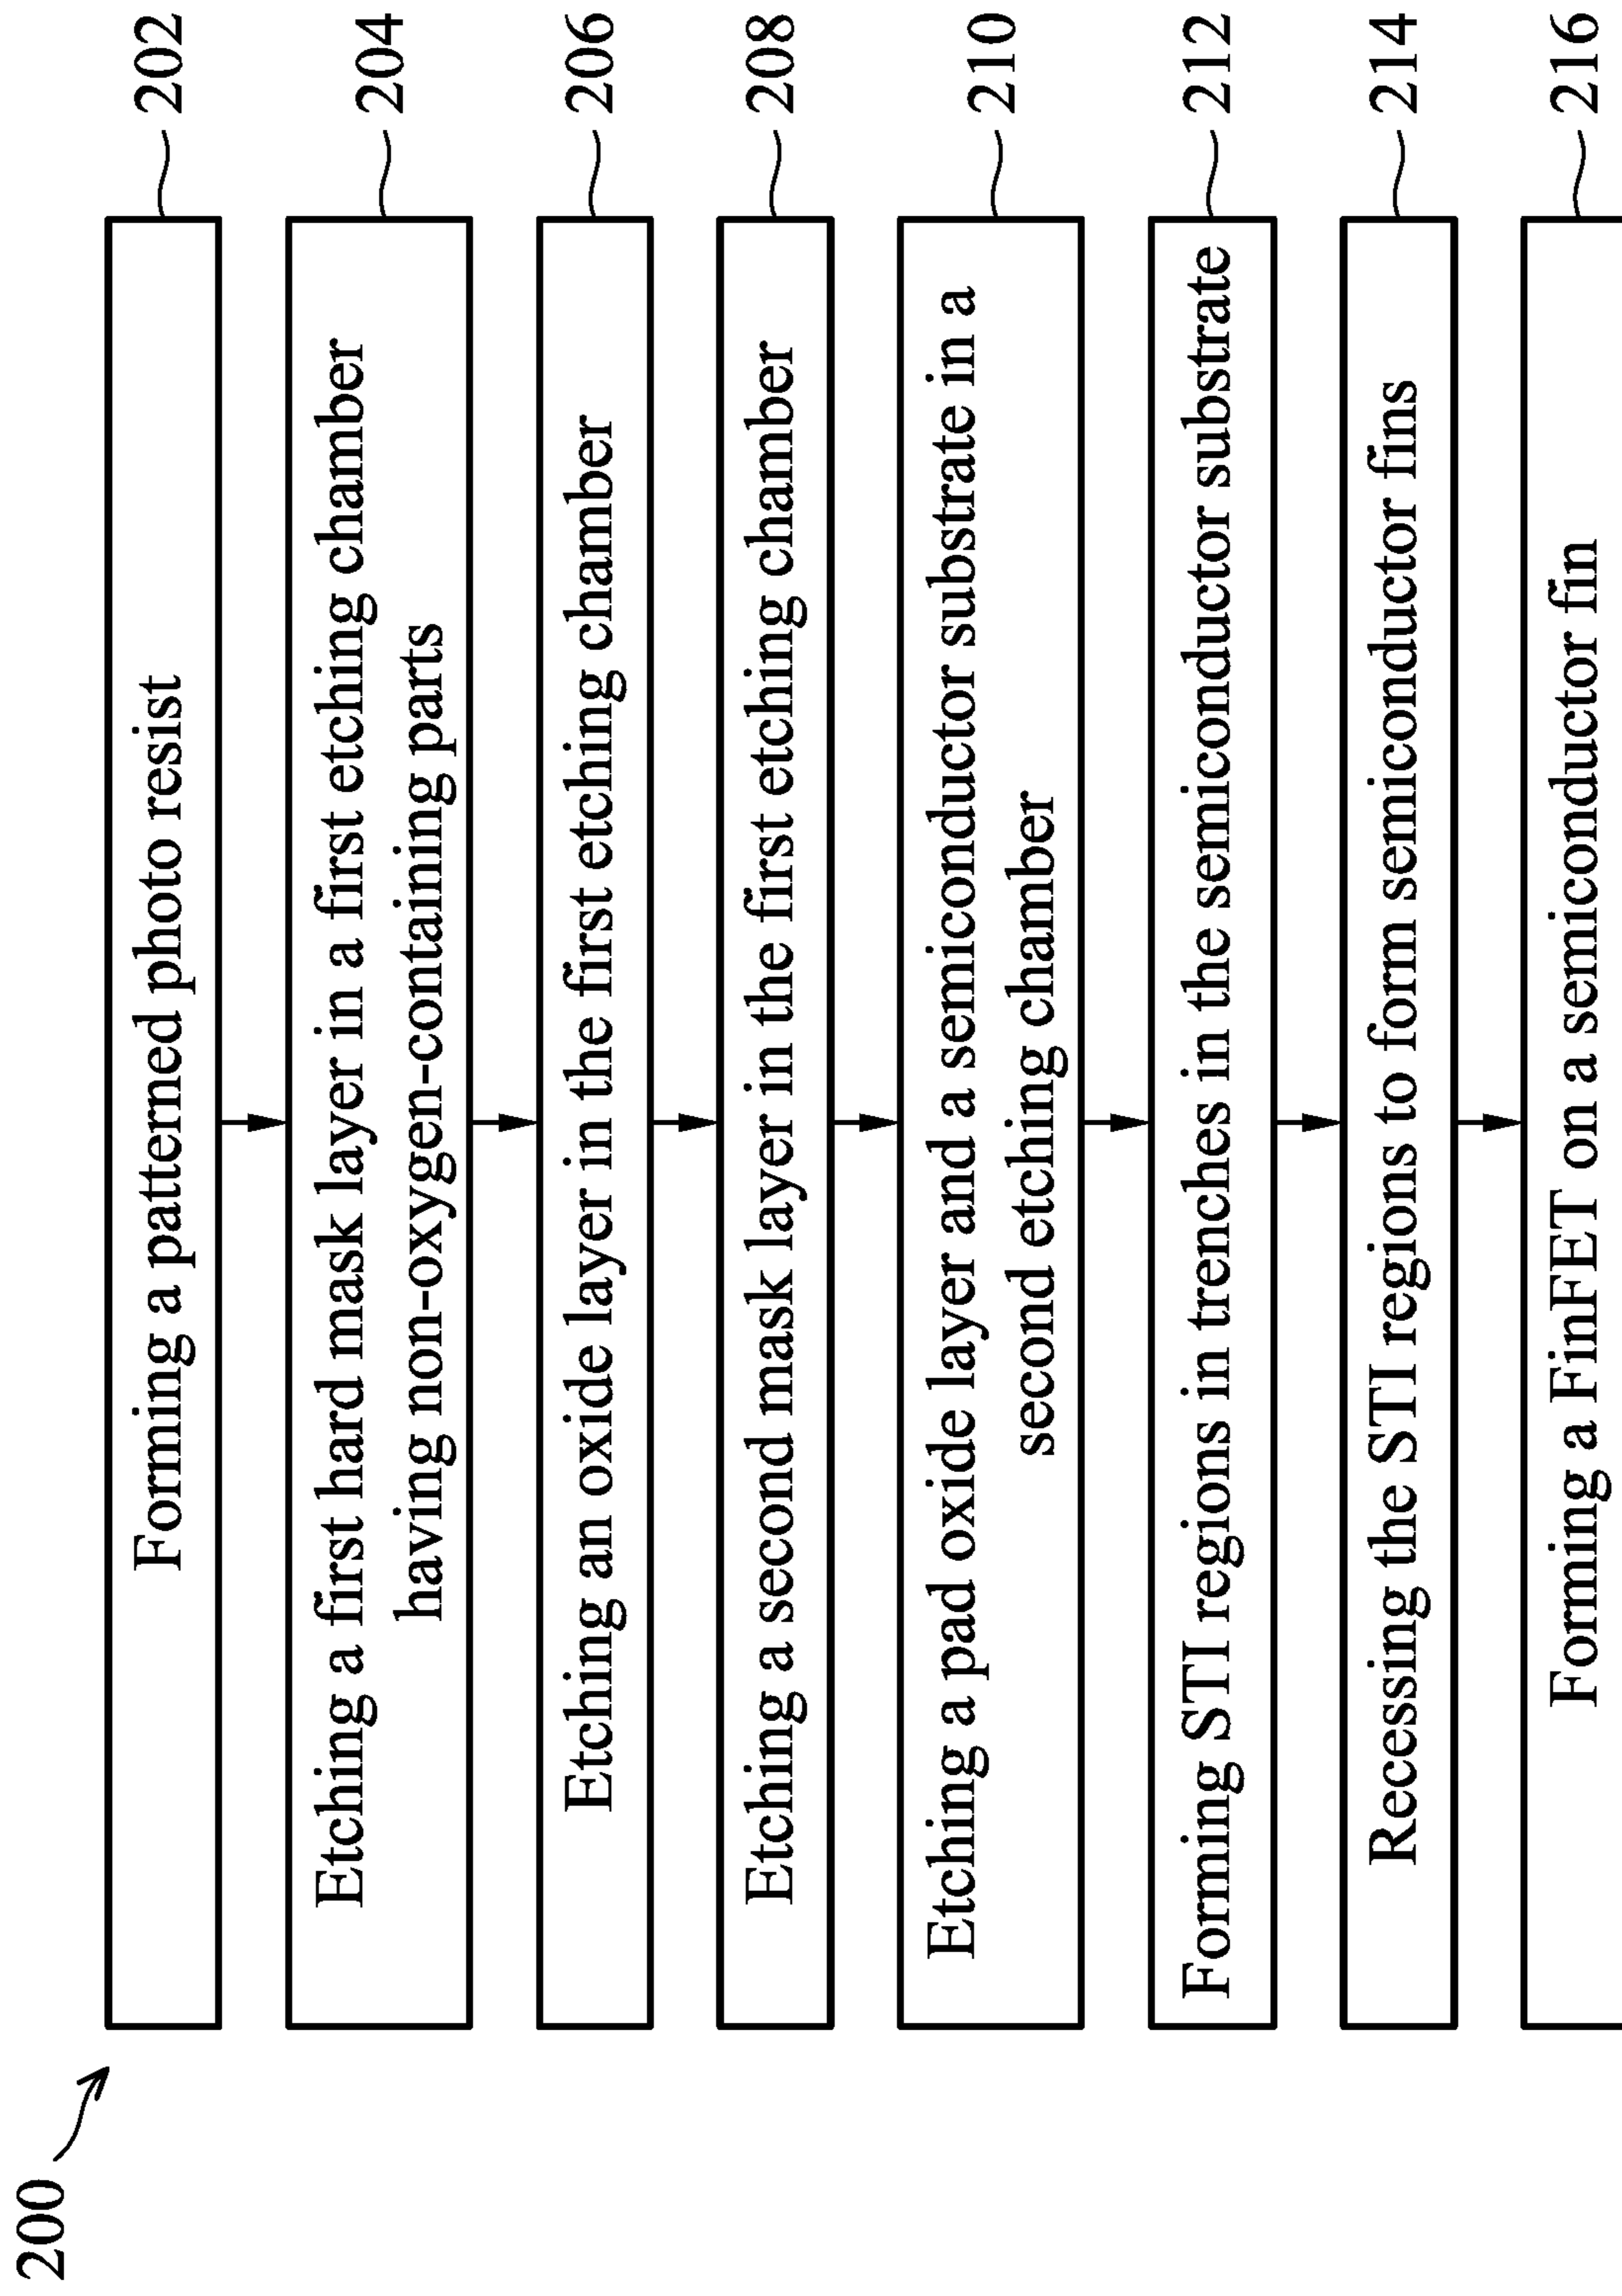 200
Forming a patterned photo resist
202
Etching a first hard mask layer in a first etching chamber
having non-oxygen-containing parts
204
Etching an oxide layer in the first etching chamber
206
Etching a second mask layer in the first etching chamber
208
Etching a pad oxide layer and a semiconductor substrate in a
second etching chamber
210
Forming STI regions in trenches in the semiconductor substrate
212
Recessing the STI regions to form semiconductor fins
214
Forming a FinFET on a semiconductor fin
216